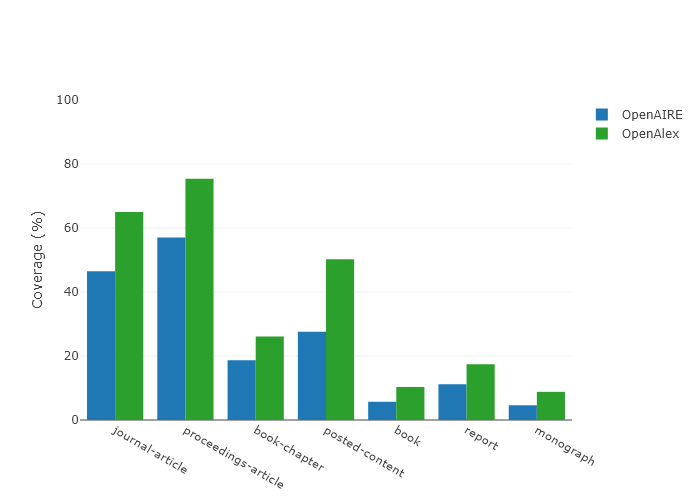 100
80
60
40
20
0
Coverage (%)
journal-article
proceedings-article
book-chapter
posted-content
book
report
monograph
OpenAIRE
OpenAlex